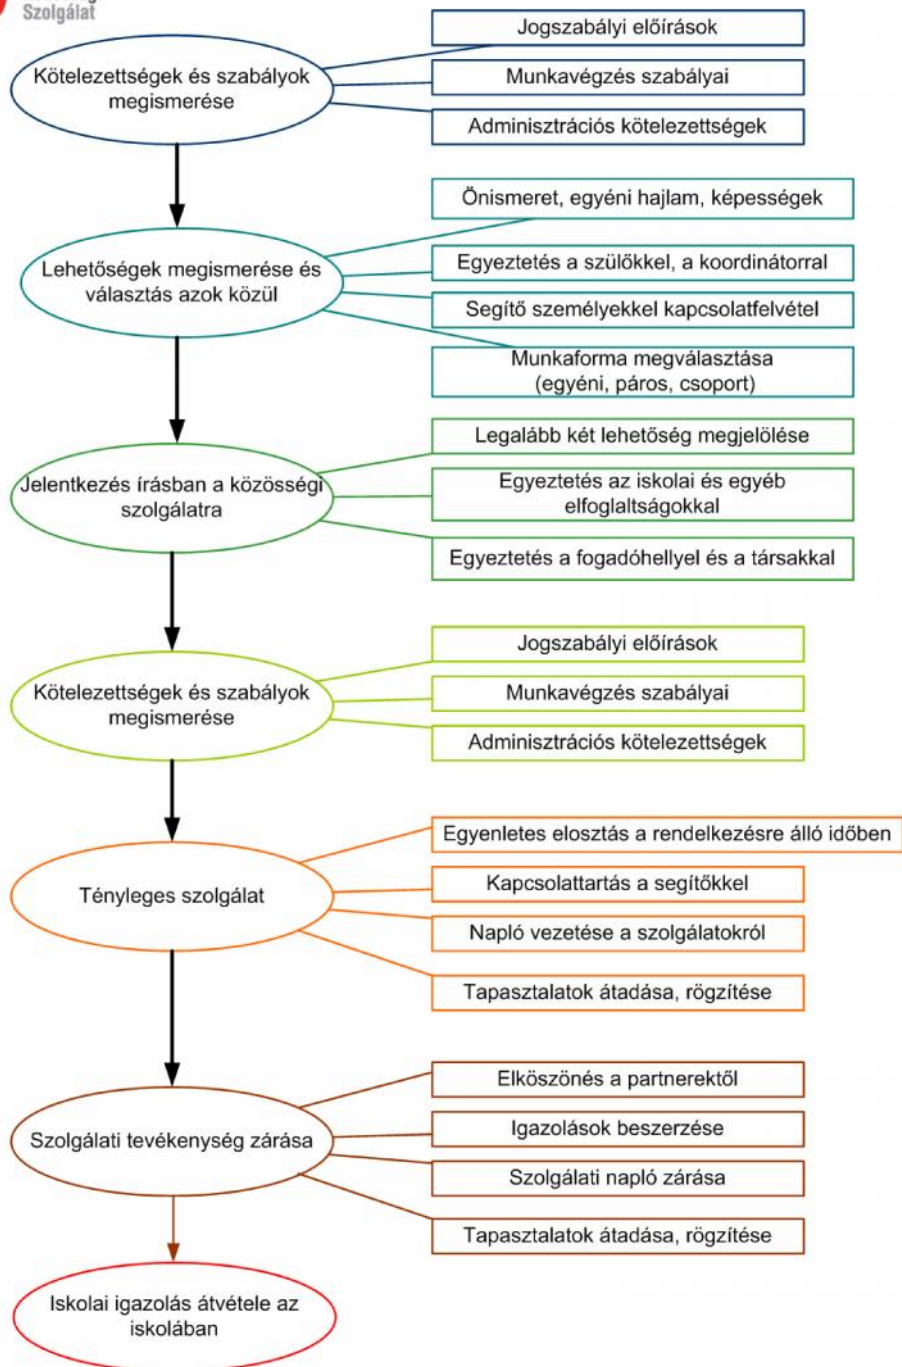 Szolgálat
Jogszabályi előírások
Kötelezettségek és szabályok
megismerése
Munkavégzés szabályai
Adminisztrációs kötelezettségek
Önismeret, egyéni hajlam, képességek
Lehetőségek megismerése és
választás azok közül
Egyeztetés a szülőkkel, a koordinátorral
Segítő személyekkel kapcsolatfelvétel
Munkaforma megválasztása
(egyéni, páros, csoport)
Legalább két lehetőség megjelölése
Jelentkezés írásban a közösségi
szolgálatra
Egyeztetés az iskolai és egyéb
elfoglaltságokkal
Egyeztetés a fogadóhellyel és a társakkal
Jogszabályi előírások
Kötelezettségek és szabályok
megismerése
Munkavégzés szabályai
Adminisztrációs kötelezettségek
Egyenletes elosztás a rendelkezésre álló időben
Tényleges szolgálat
Kapcsolattartás a segítőkkel
Napló vezetése a szolgálatokról
Tapasztalatok átadása, rögzítése
Elköszönés a partnerektől
Szolgálati tevékenység zárása
Igazolások beszerzése
Szolgálati napló zárása
Tapasztalatok átadása, rögzítése
Iskolai igazolás átvétele az
iskolában